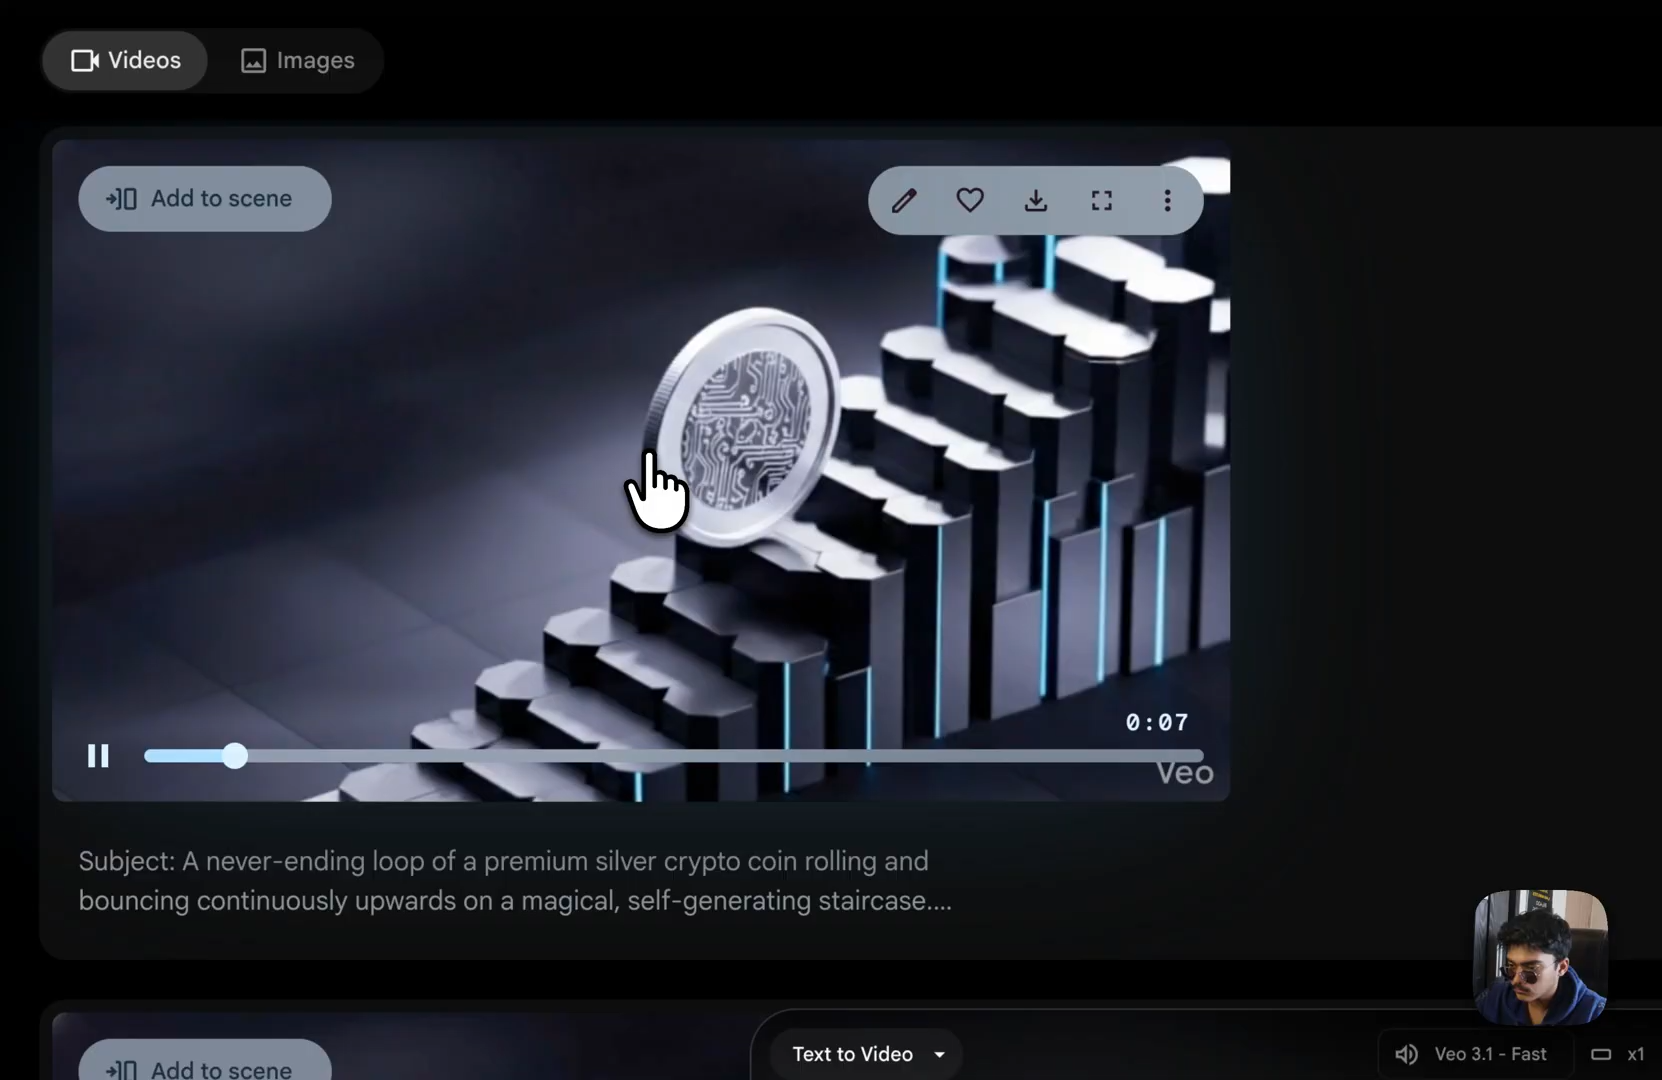 Videos
Images
Add to scene
0:07
Veo
Subject: A never-ending loop of a premium silver crypto coin rolling and
bouncing continuously upwards on a magical, self-generating staircase....
Add to scene
Text to Video
Veo 3.1 - Fast
x1